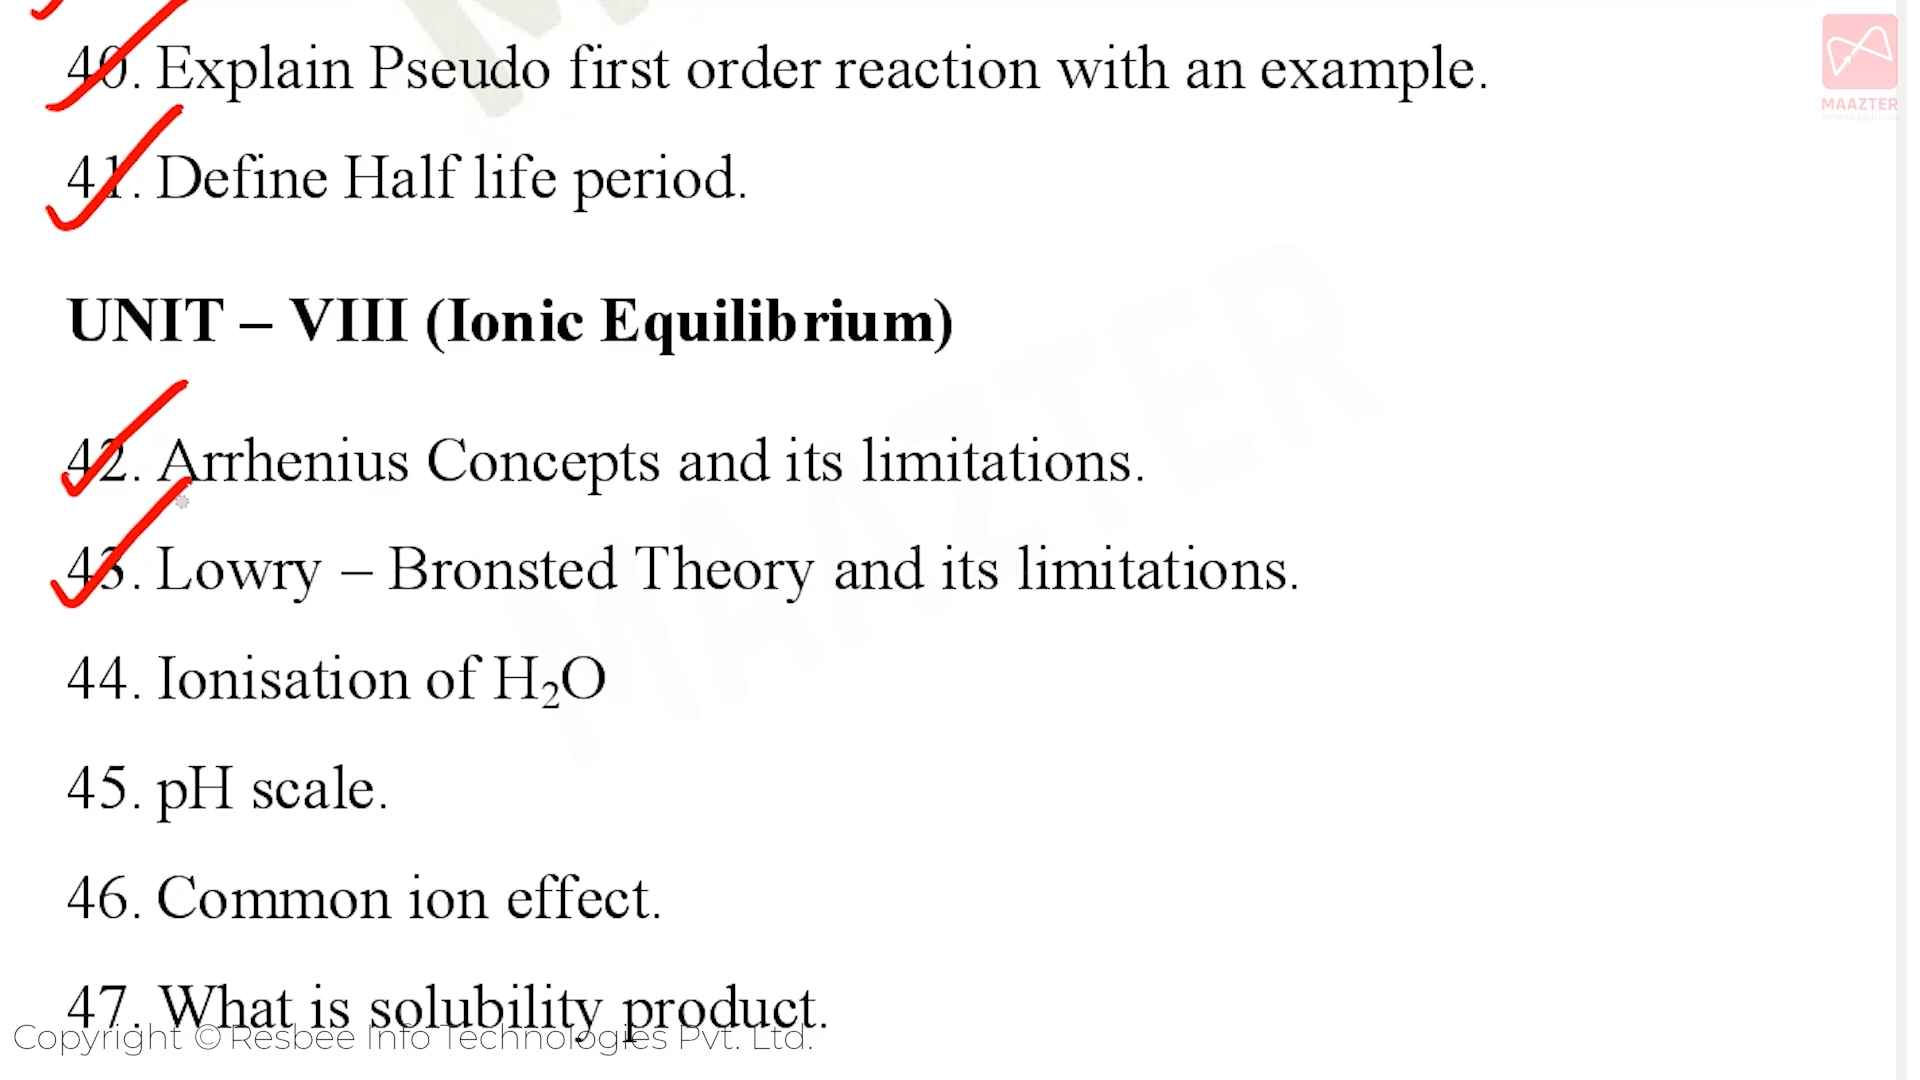 40. Explain Pseudo first order reaction with an example.
MAAZTER
Infinite Learning
41. Define Half life period.
UNIT – VIII (Ionic Equilibrium)
42. Arrhenius Concepts and its limitations.
MAAZTER
43. Lowry – Bronsted Theory and its limitations.
44. Ionisation of H₂O
45. pH scale.
46. Common ion effect.
47. What is solubility product.
Copyright © Resbee Info Technologies Pvt. Ltd.